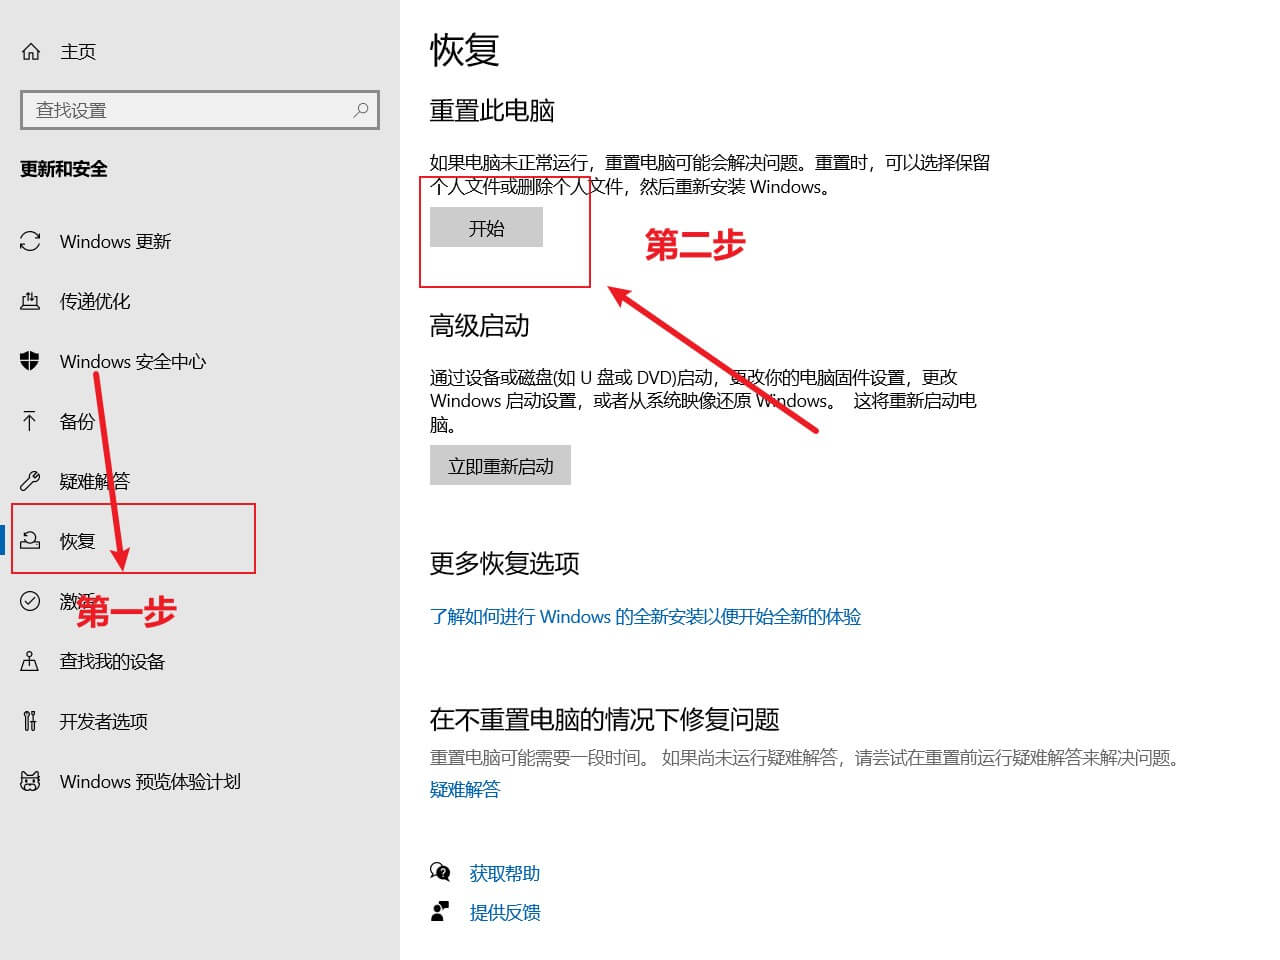 主页
查找设置
更新和安全
Windows 更新
传递优化
Windows 安全中心
备份
疑难解答
恢复
激活
第一步
查找我的设备
开发者选项
Windows 预览体验计划
恢复
重置此电脑
如果电脑未正常运行，重置电脑可能会解决问题。重置时，可以选择保留
个人文件或删除个人文件，然后重新安装 Windows。
开始
第二步
高级启动
通过设备或磁盘(如 U 盘或 DVD)启动，更改你的电脑固件设置，更改
Windows 启动设置，或者从系统映像还原 Windows。 这将重新启动电
脑。
立即重新启动
更多恢复选项
了解如何进行 Windows 的全新安装以便开始全新的体验
在不重置电脑的情况下修复问题
重置电脑可能需要一段时间。 如果尚未运行疑难解答，请尝试在重置前运行疑难解答来解决问题。
疑难解答
获取帮助
提供反馈